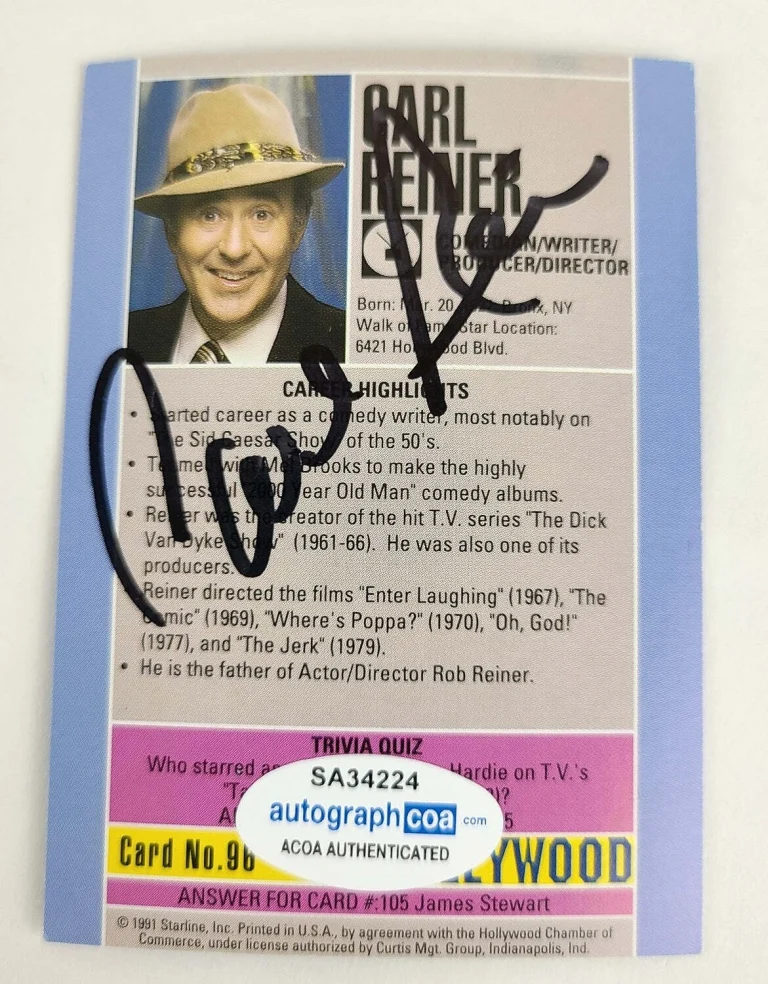 CARL
REINER
COMEDIAN/WRITER/
PRODUCER/DIRECTOR
Born: Mar. 20 Bronx, NY
Walk of Fame Star Location:
6421 Hollywood Blvd.
CAREER HIGHLIGHTS
• Started career as a comedy writer, most notably on
"The Sid Caesar Show" of the 50's.
• Teamed with Mel Brooks to make the highly
successful "2000 Year Old Man" comedy albums.
• Reiner was the creator of the hit T.V. series "The Dick
Van Dyke Show" (1961-66). He was also one of its
producers.
Reiner directed the films "Enter Laughing" (1967), "The
Comic" (1969), "Where's Poppa?" (1970), "Oh, God!"
(1977), and "The Jerk" (1979).
• He is the father of Actor/Director Rob Reiner.
TRIVIA QUIZ
Who starred Hardie on T.V.'s
)?
5
SA34224
autographcoa.com
ACOA AUTHENTICATED
Card No.96
LYWOOD
ANSWER FOR CARD #:105 James Stewart
© 1991 Starline, Inc. Printed in U.S.A., by agreement with the Hollywood Chamber of
Commerce, under license authorized by Curtis Mgt. Group, Indianapolis, Ind.